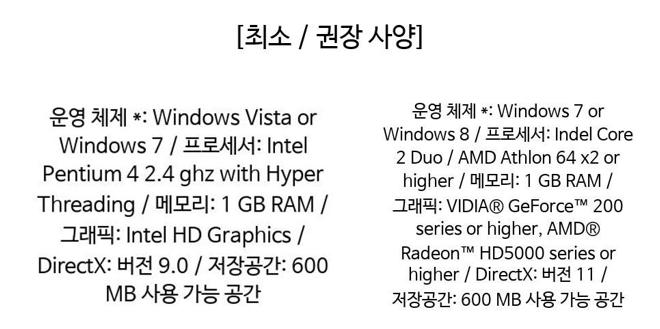 [최소 / 권장 사양]
운영 체제 *: Windows Vista or
Windows 7 / 프로세서: Intel
Pentium 4 2.4 ghz with Hyper
Threading / 메모리: 1 GB RAM /
그래픽: Intel HD Graphics /
DirectX: 버전 9.0 / 저장공간: 600
MB 사용 가능 공간
운영 체제 *: Windows 7 or
Windows 8 / 프로세서: Indel Core
2 Duo / AMD Athlon 64 x2 or
higher / 메모리: 1 GB RAM /
그래픽: VIDIA® GeForce™ 200
series or higher, AMD®
Radeon™ HD5000 series or
higher / DirectX: 버전 11 /
저장공간: 600 MB 사용 가능 공간